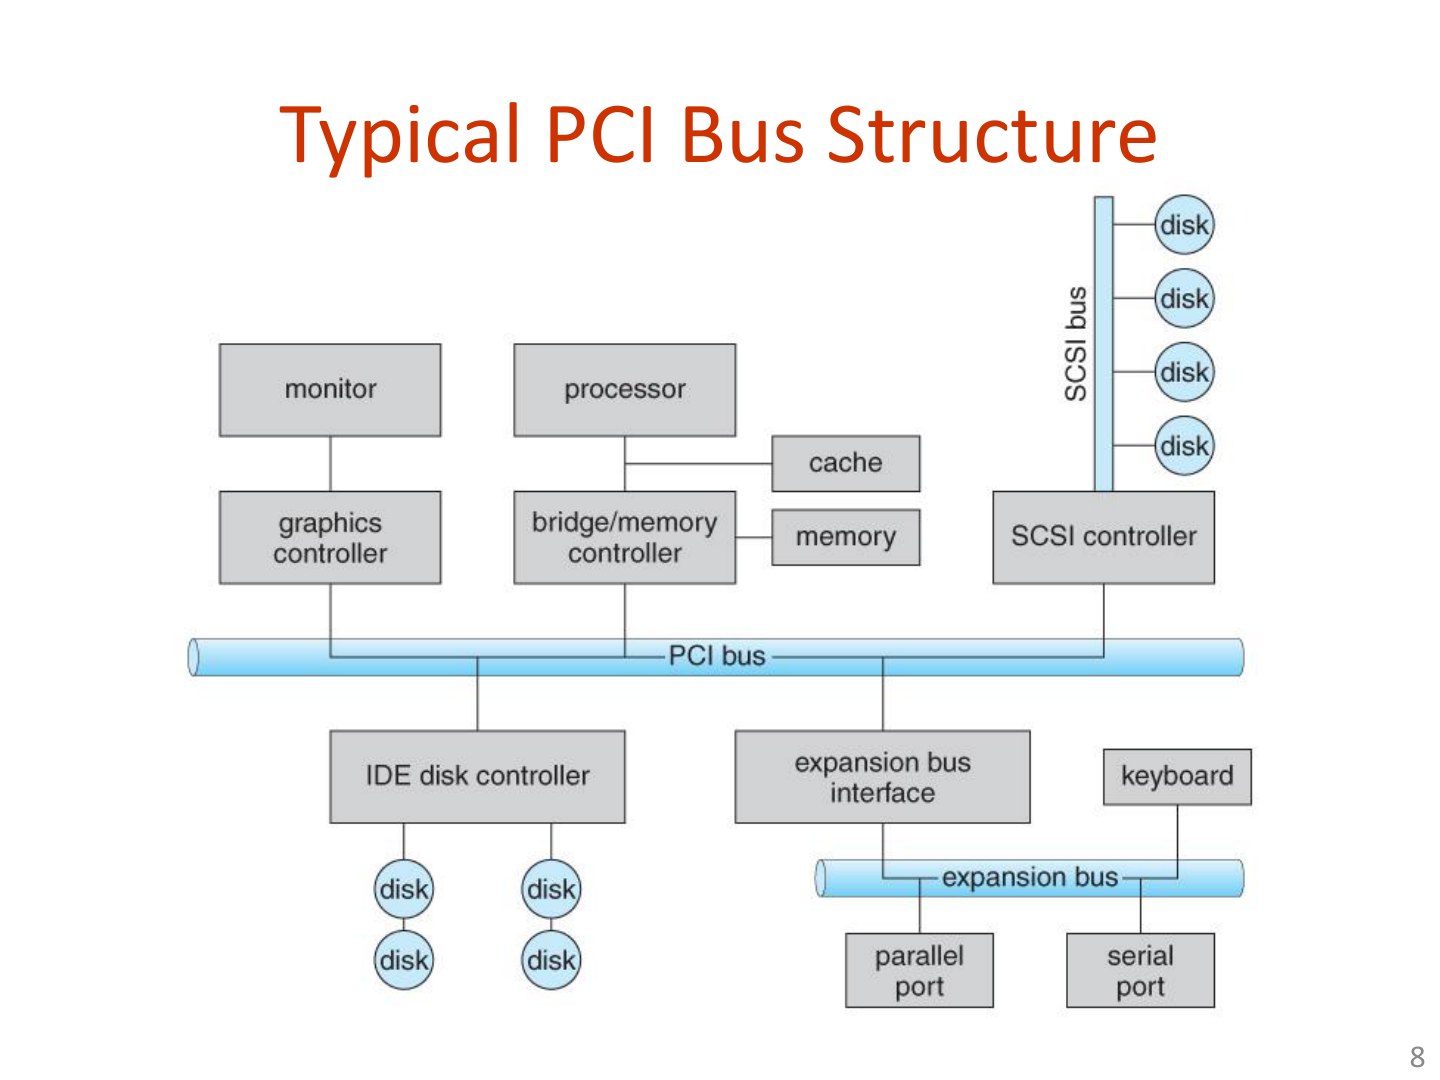 Typical PCI Bus Structure
disk
disk
SCSI bus
disk
disk
monitor
processor
cache
graphics
controller
bridge/memory
controller
memory
SCSI controller
PCI bus
IDE disk controller
expansion bus
interface
keyboard
disk
disk
expansion bus
disk
disk
parallel
port
serial
port
8